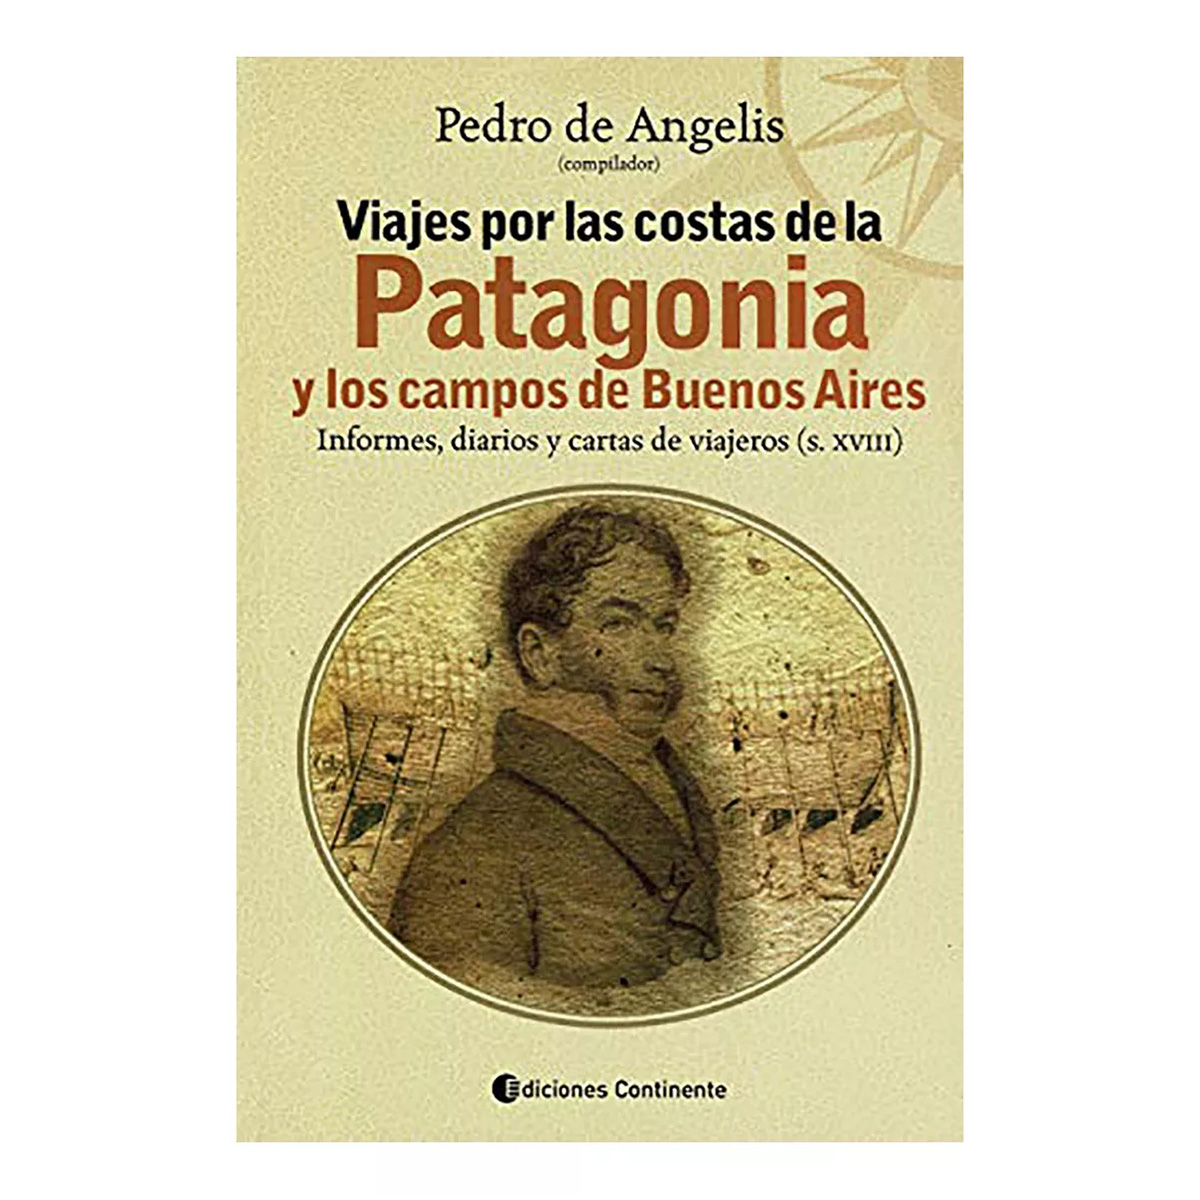 Pedro de Angelis
(compilador)
Viajes por las costas de la
Patagonia
y los campos de Buenos Aires
Informes, diarios y cartas de viajeros (s. XVIII)
Ediciones Continente